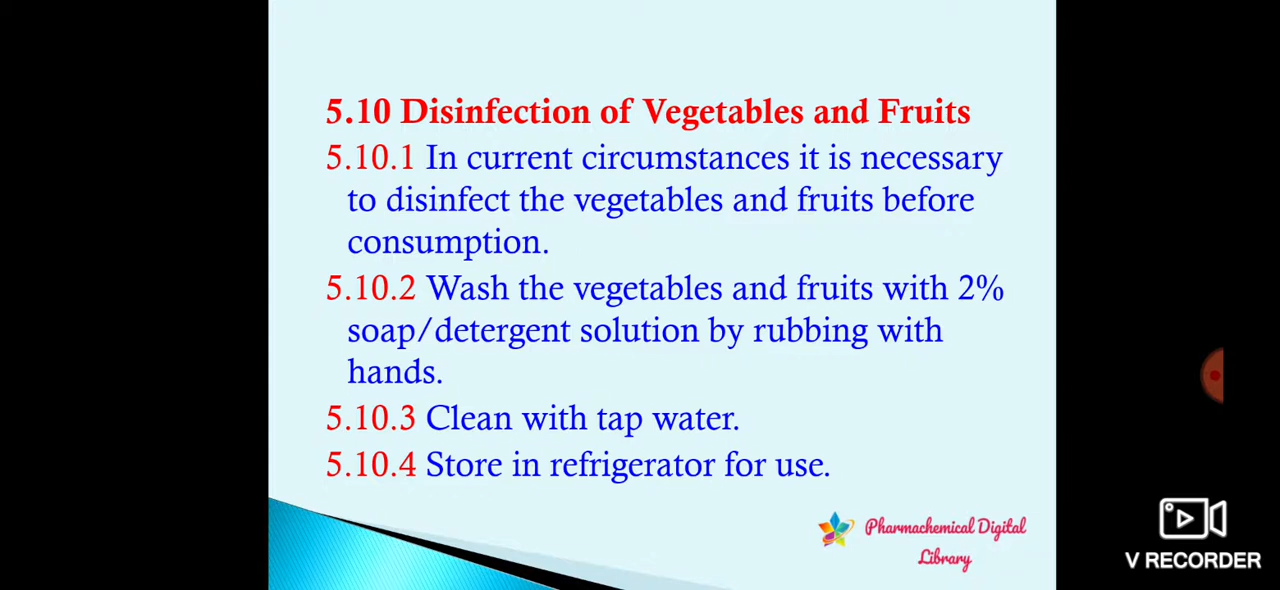 5.10 Disinfection of Vegetables and Fruits
5.10.1 In current circumstances it is necessary
to disinfect the vegetables and fruits before
consumption.
5.10.2 Wash the vegetables and fruits with 2%
soap/detergent solution by rubbing with
hands.
5.10.3 Clean with tap water.
5.10.4 Store in refrigerator for use.
Pharmachemical Digital
Library
V RECORDER